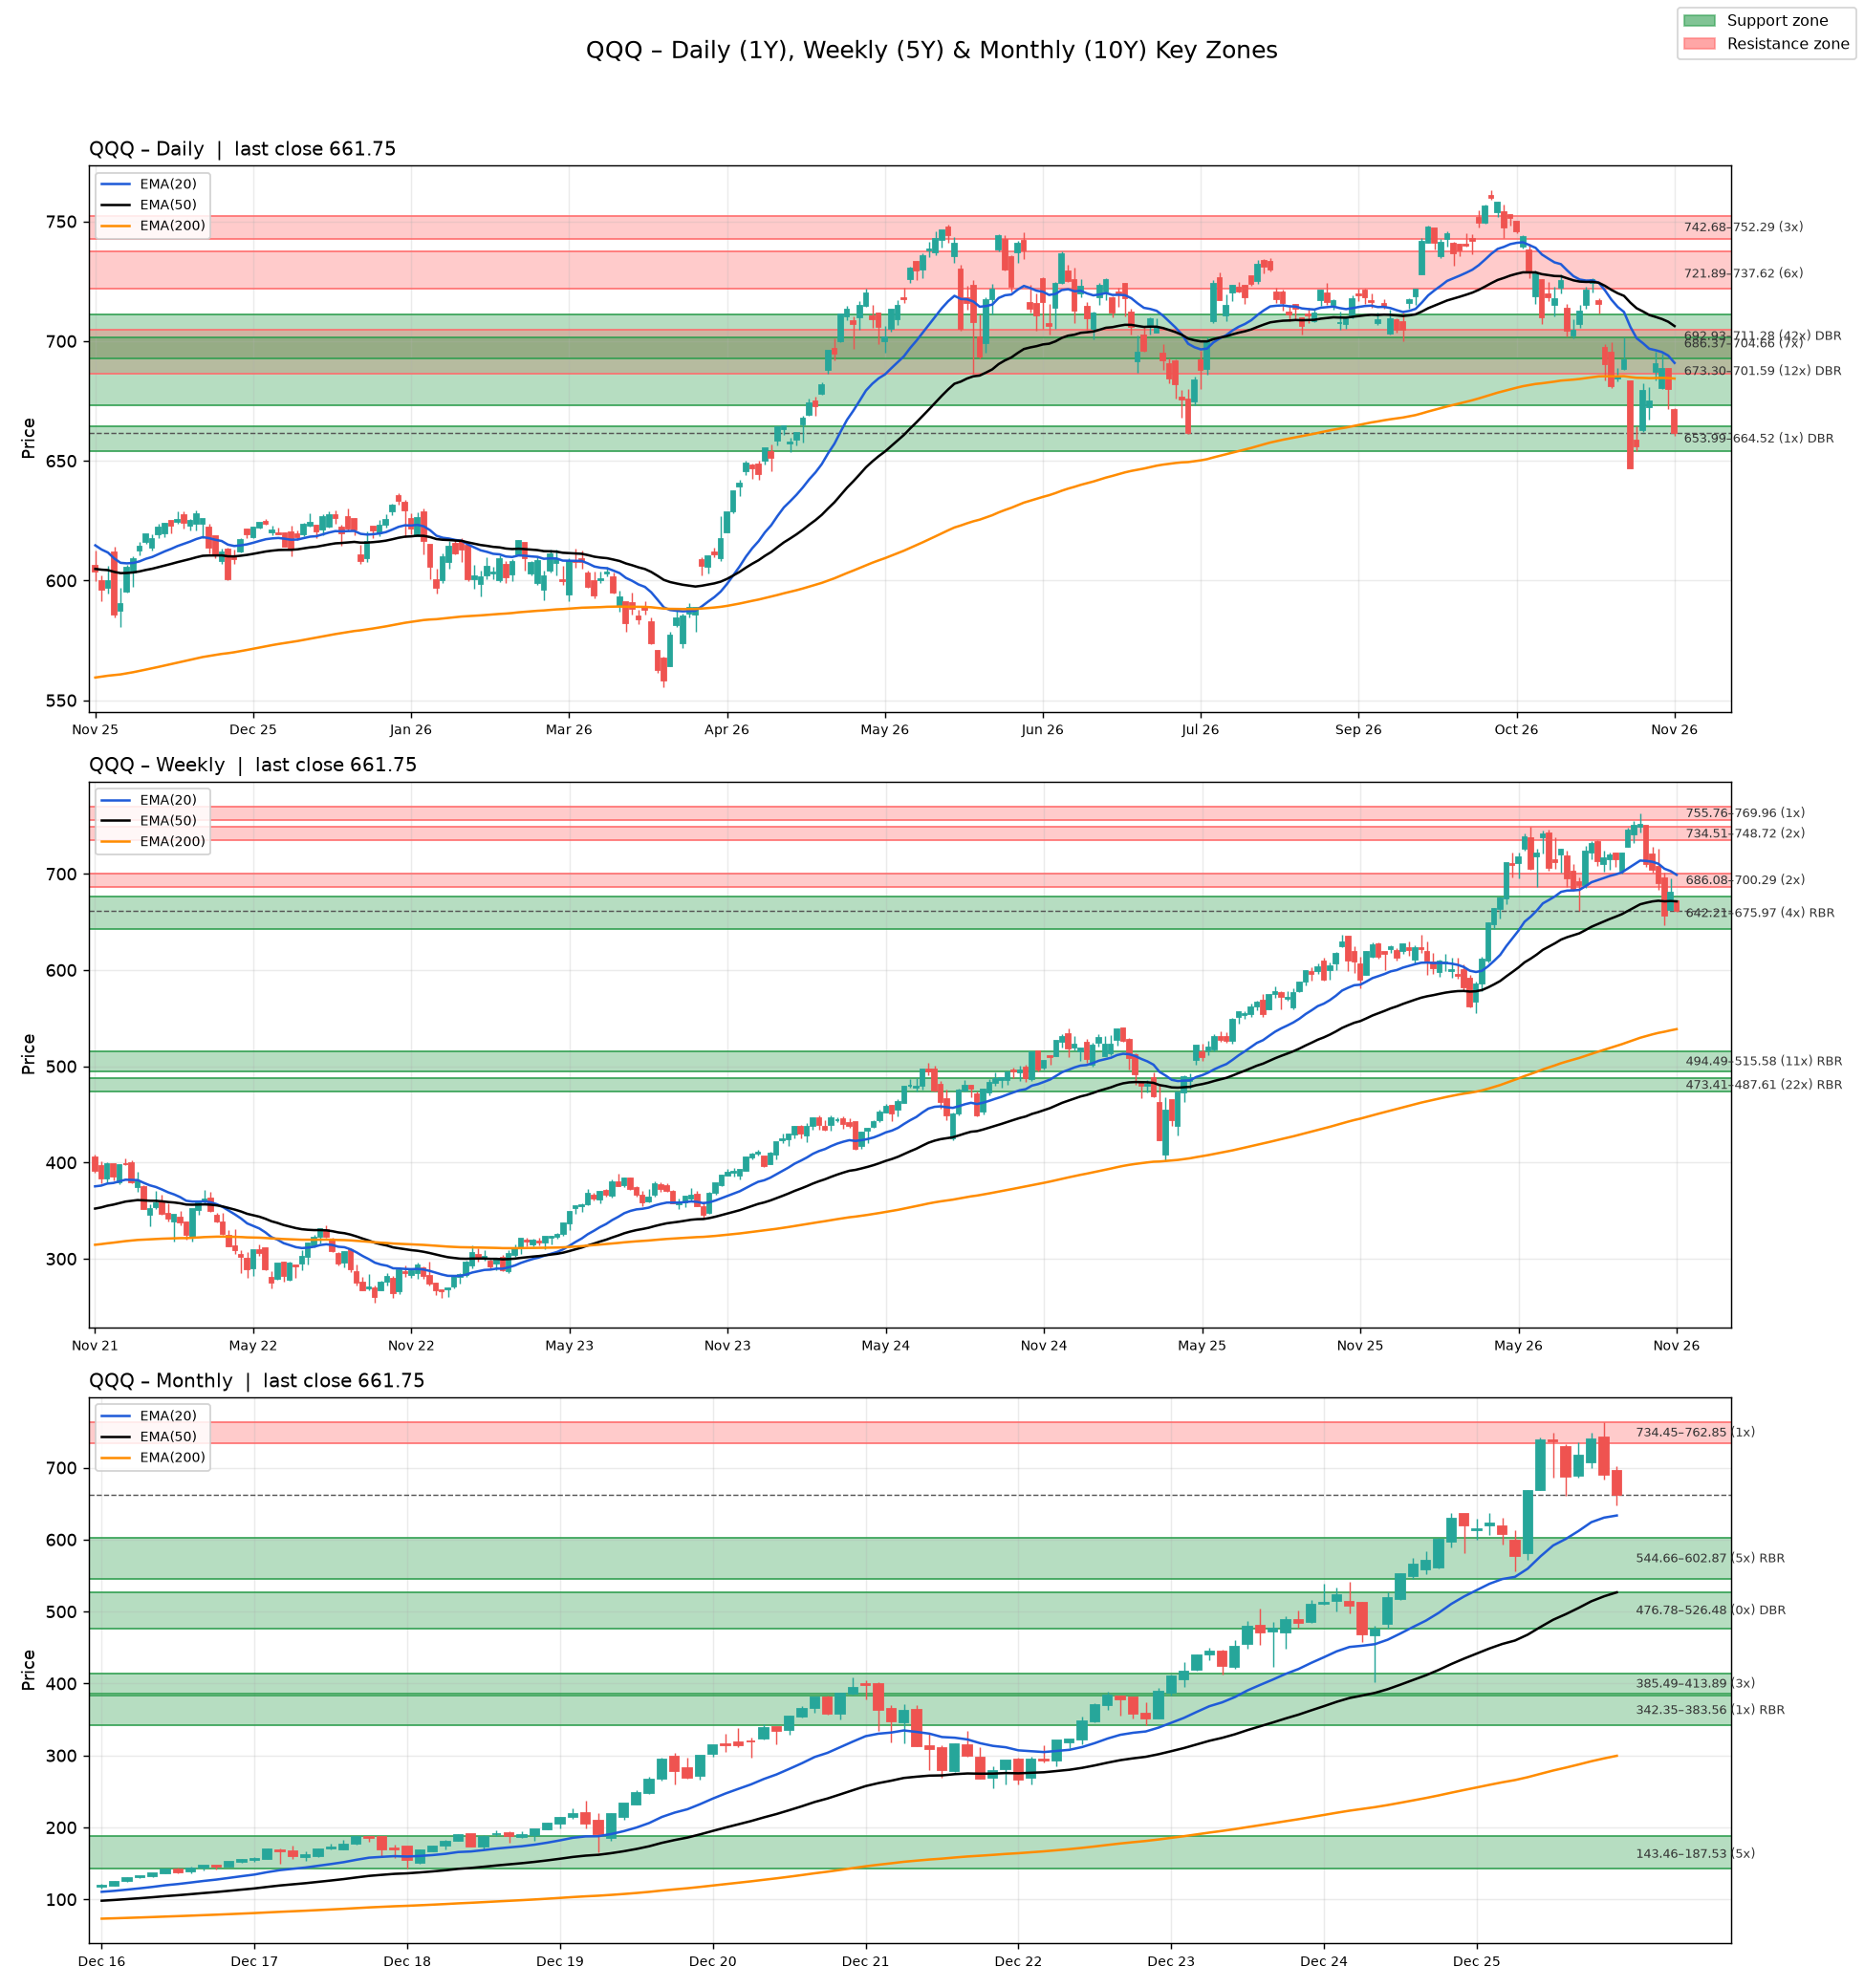 Support zone
Resistance zone
QQQ – Daily (1Y), Weekly (5Y) & Monthly (10Y) Key Zones
QQQ – Daily | last close 661.75
EMA(20)
EMA(50)
EMA(200)
Price
750
700
650
600
550
742.68–752.29 (3x)
721.89–737.62 (6x)
692.93–711.28 (42x) DBR
686.37–704.66 (7x)
673.30–701.59 (12x) DBR
653.99–664.52 (1x) DBR
Nov 25 Dec 25 Jan 26 Mar 26 Apr 26 May 26 Jun 26 Jul 26 Sep 26 Oct 26 Nov 26
QQQ – Weekly | last close 661.75
EMA(20)
EMA(50)
EMA(200)
Price
700
600
500
400
300
755.76–769.96 (1x)
734.51–748.72 (2x)
686.08–700.29 (2x)
642.21–675.97 (4x) RBR
494.49–515.58 (11x) RBR
473.41–487.61 (22x) RBR
Nov 21 May 22 Nov 22 May 23 Nov 23 May 24 Nov 24 May 25 Nov 25 May 26 Nov 26
QQQ – Monthly | last close 661.75
EMA(20)
EMA(50)
EMA(200)
Price
700
600
500
400
300
200
100
734.45–762.85 (1x)
544.66–602.87 (5x) RBR
476.78–526.48 (0x) DBR
385.49–413.89 (3x)
342.35–383.56 (1x) RBR
143.46–187.53 (5x)
Dec 16 Dec 17 Dec 18 Dec 19 Dec 20 Dec 21 Dec 22 Dec 23 Dec 24 Dec 25